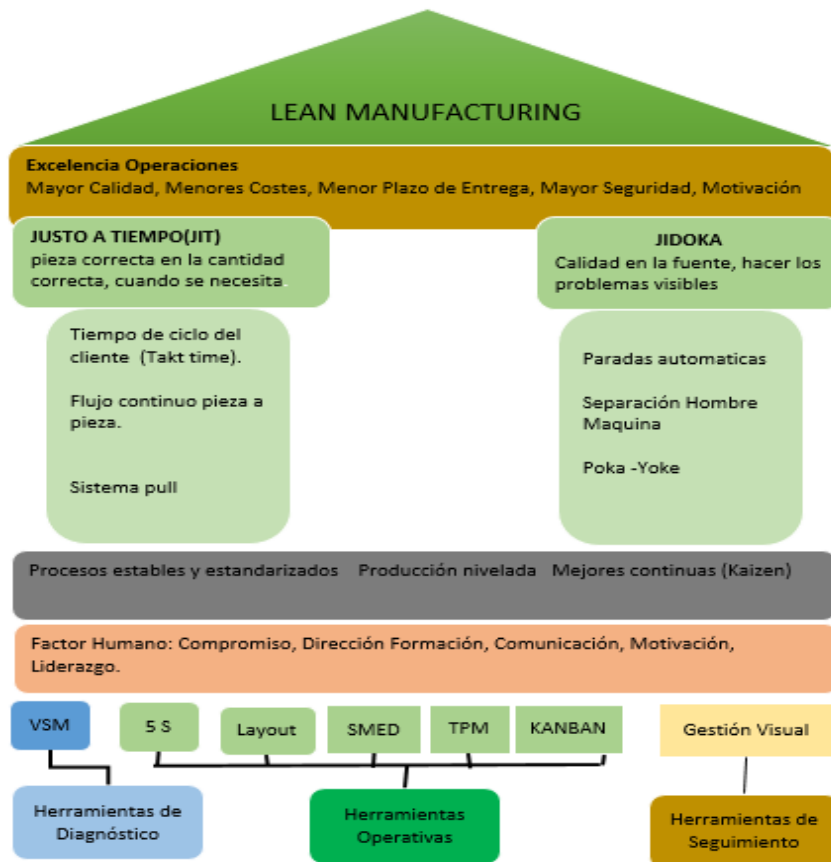 LEAN MANUFACTURING
Excelencia Operaciones
Mayor Calidad, Menores Costes, Menor Plazo de Entrega, Mayor Seguridad, Motivación
JUSTO A TIEMPO(JIT)
pieza correcta en la cantidad
correcta, cuando se necesita.
JIDOKA
Calidad en la fuente, hacer los
problemas visibles
Tiempo de ciclo del
cliente (Takt time).
Flujo continuo pieza a
pieza.
Sistema pull
Paradas automaticas
Separación Hombre
Maquina
Poka -Yoke
Procesos estables y estandarizados Producción nivelada Mejores continuas (Kaizen)
Factor Humano: Compromiso, Dirección Formación, Comunicación, Motivación,
Liderazgo.
VSM
5 S
Layout
SMED
TPM
KANBAN
Gestión Visual
Herramientas de
Diagnóstico
Herramientas
Operativas
Herramientas de
Seguimiento